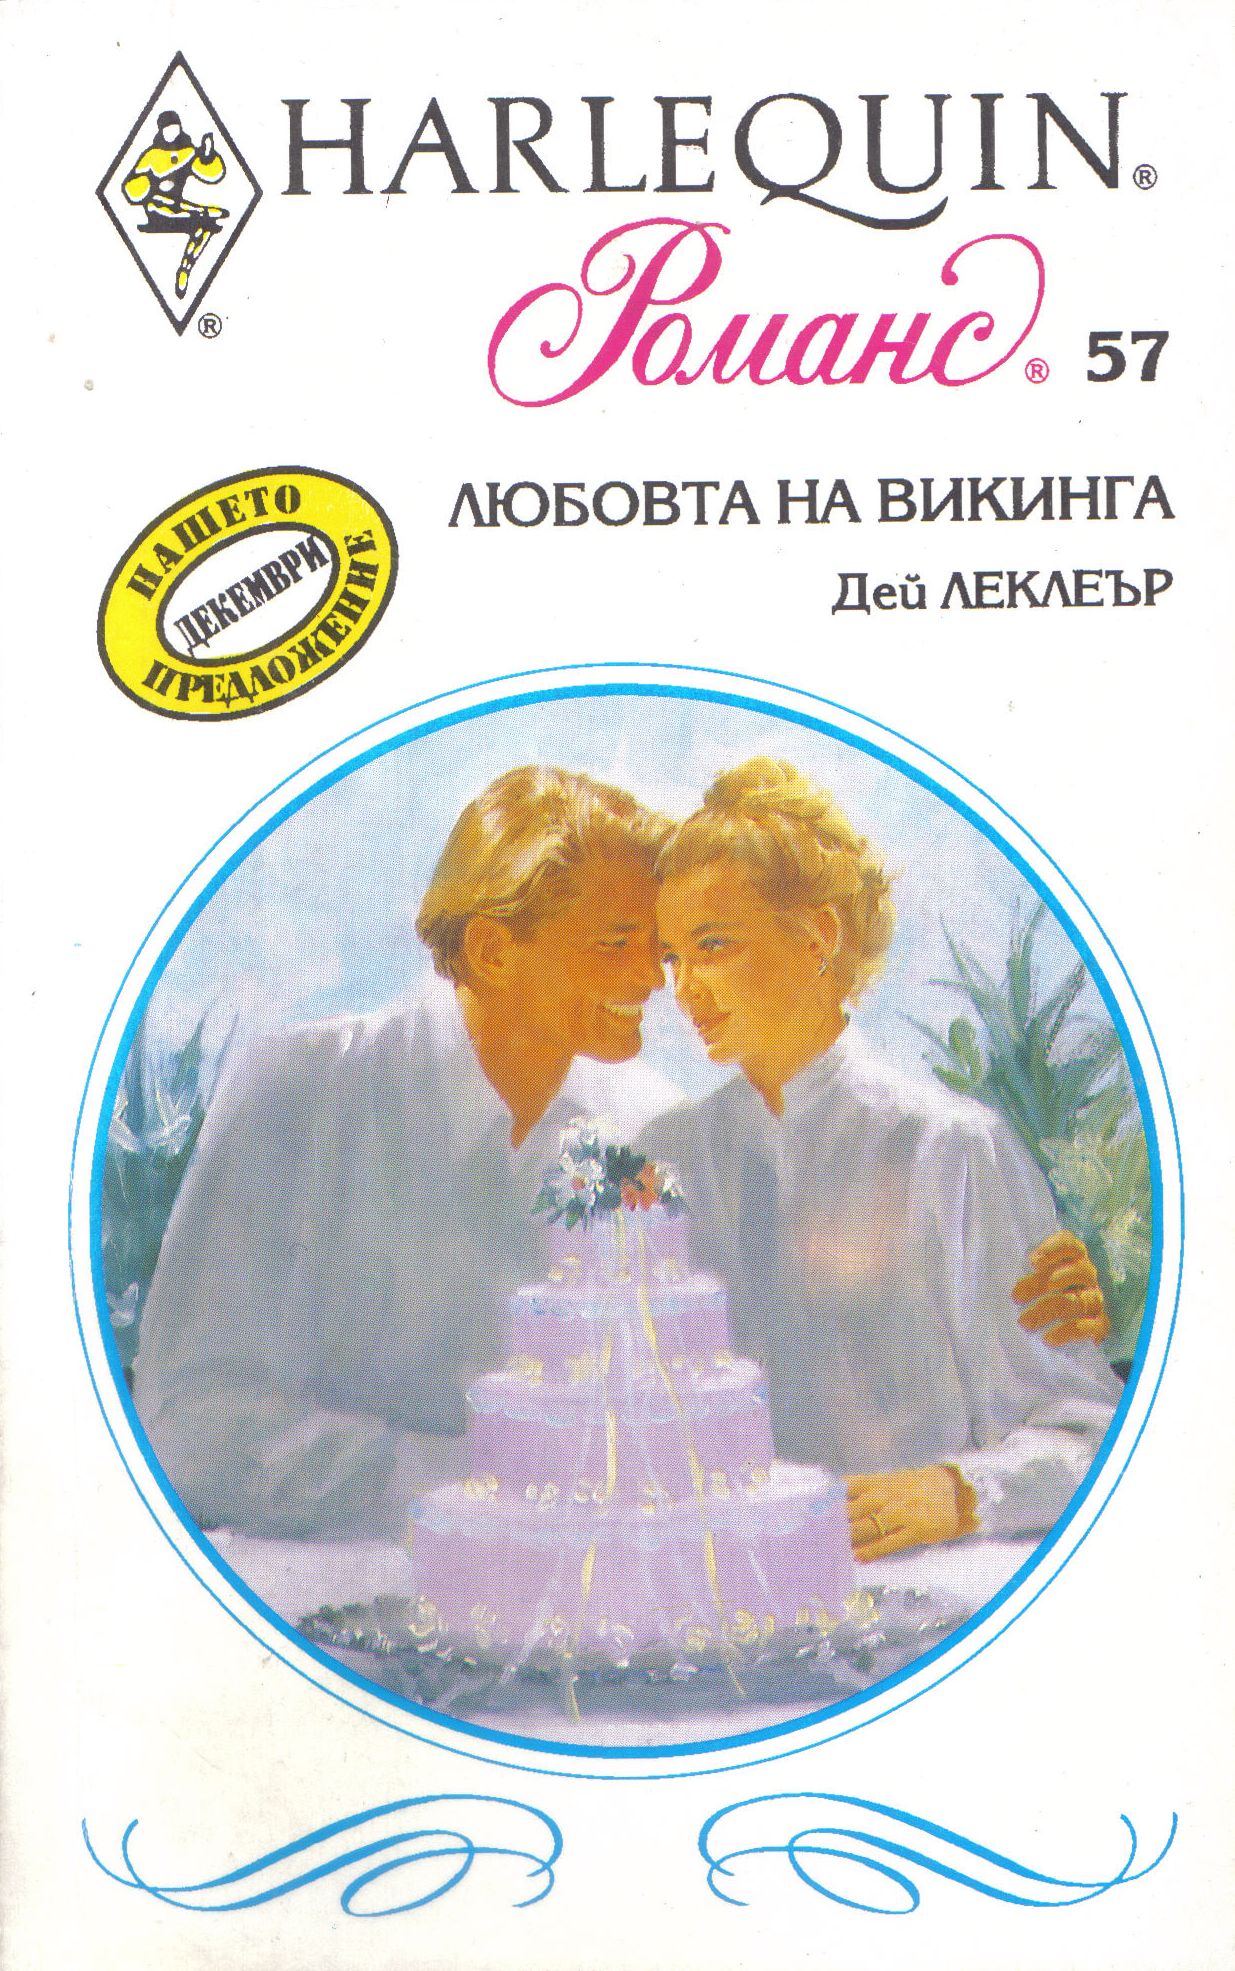 HARLEQUIN®
®
Романс® 57
НАШЕТО
ДЕКЕМВРИ
ПРЕДЛОЖЕНИЕ
ЛЮБОВТА НА ВИКИНГА
Дей ЛЕКЛЕЪР